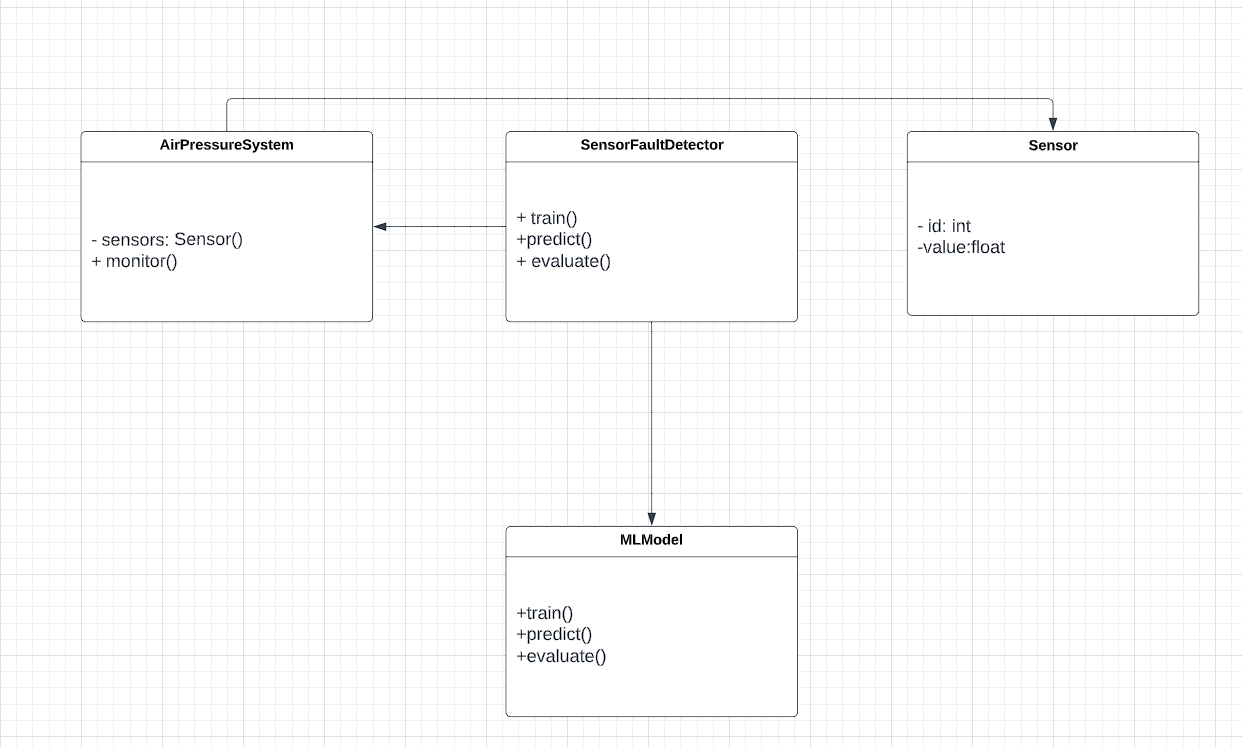 AirPressureSystem
- sensors: Sensor()
+ monitor()
SensorFaultDetector
+ train()
+predict()
+ evaluate()
Sensor
- id: int
-value:float
MLModel
+train()
+predict()
+evaluate()